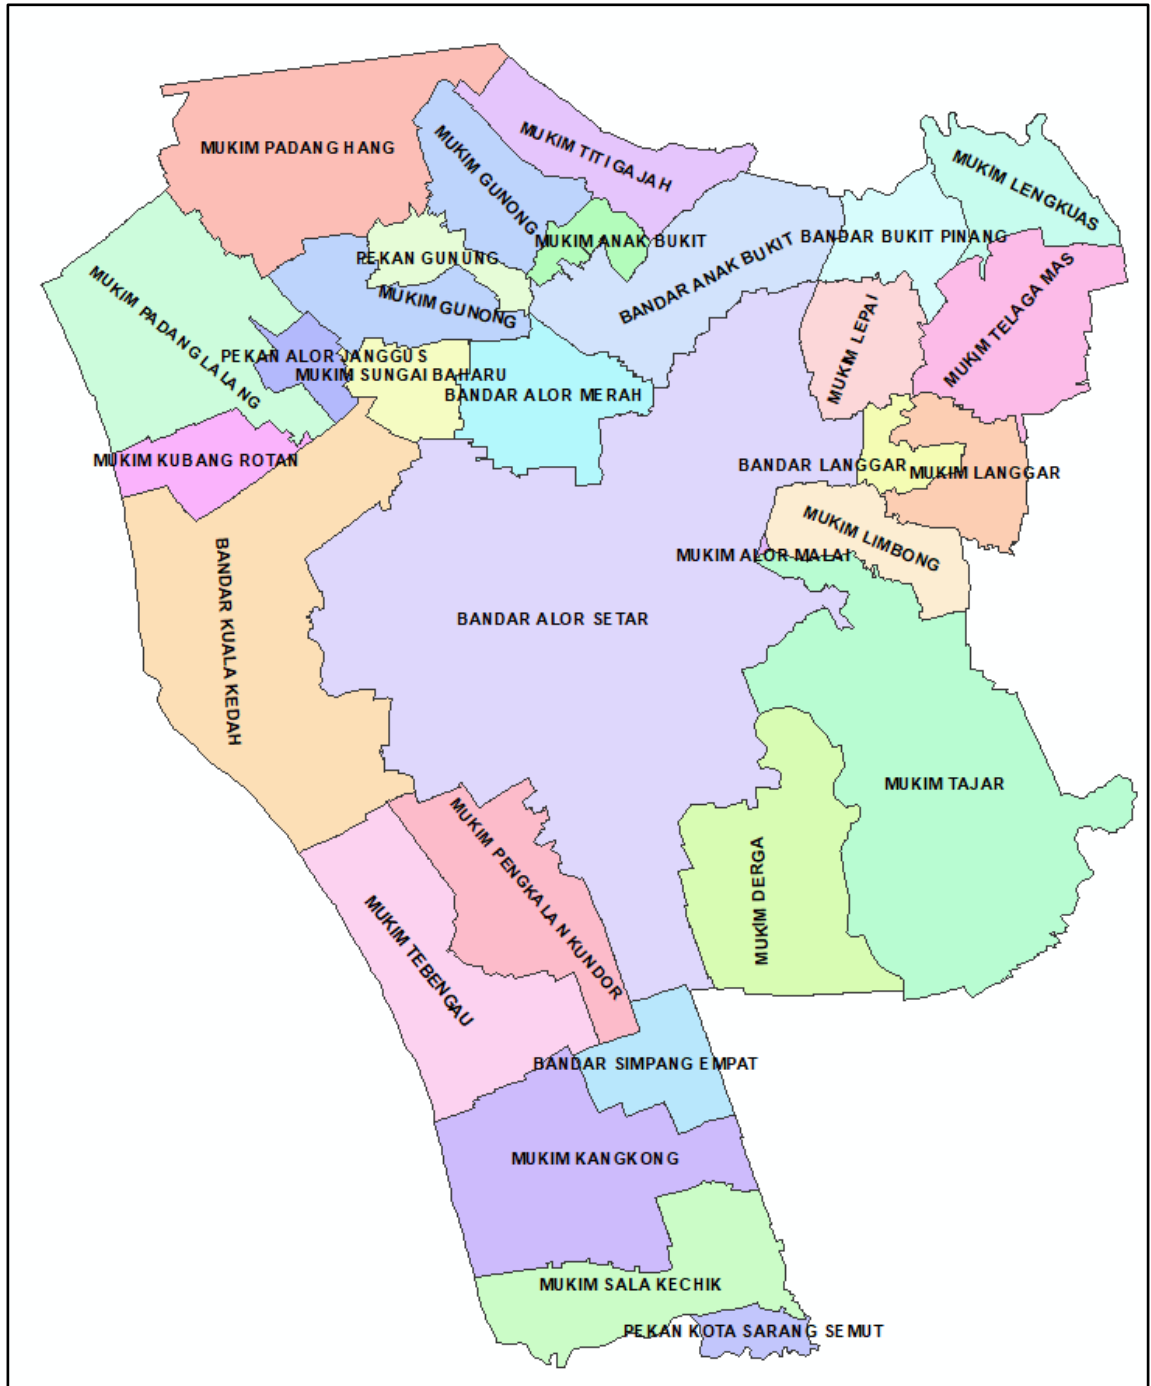 MUKIM PADANG HANG
MUKIM GUNONG
MUKIM TITI GAJAH
MUKIM LENGKUAS
MUKIM ANAK BUKIT
BANDAR BUKIT PINANG
PEKAN GUNUNG
BANDAR ANAK BUKIT
MUKIM TELAGA MAS
MUKIM PADANG LALANG
MUKIM GUNONG
MUKIM LEPAI
PEKAN ALOR JANGGUS
MUKIM SUNGAI BAHARU
BANDAR ALOR MERAH
MUKIM KUBANG ROTAN
BANDAR LANGGAR
MUKIM LANGGAR
MUKIM LIMBONG
MUKIM ALOR MALAI
BANDAR KUALA KEDAH
BANDAR ALOR SETAR
MUKIM TAJAR
MUKIM DERGA
MUKIM PENGKALAN KUNDOR
MUKIM TEBENGAU
BANDAR SIMPANG EMPAT
MUKIM KANGKONG
MUKIM SALA KECHIK
PEKAN KOTA SARANG SEMUT